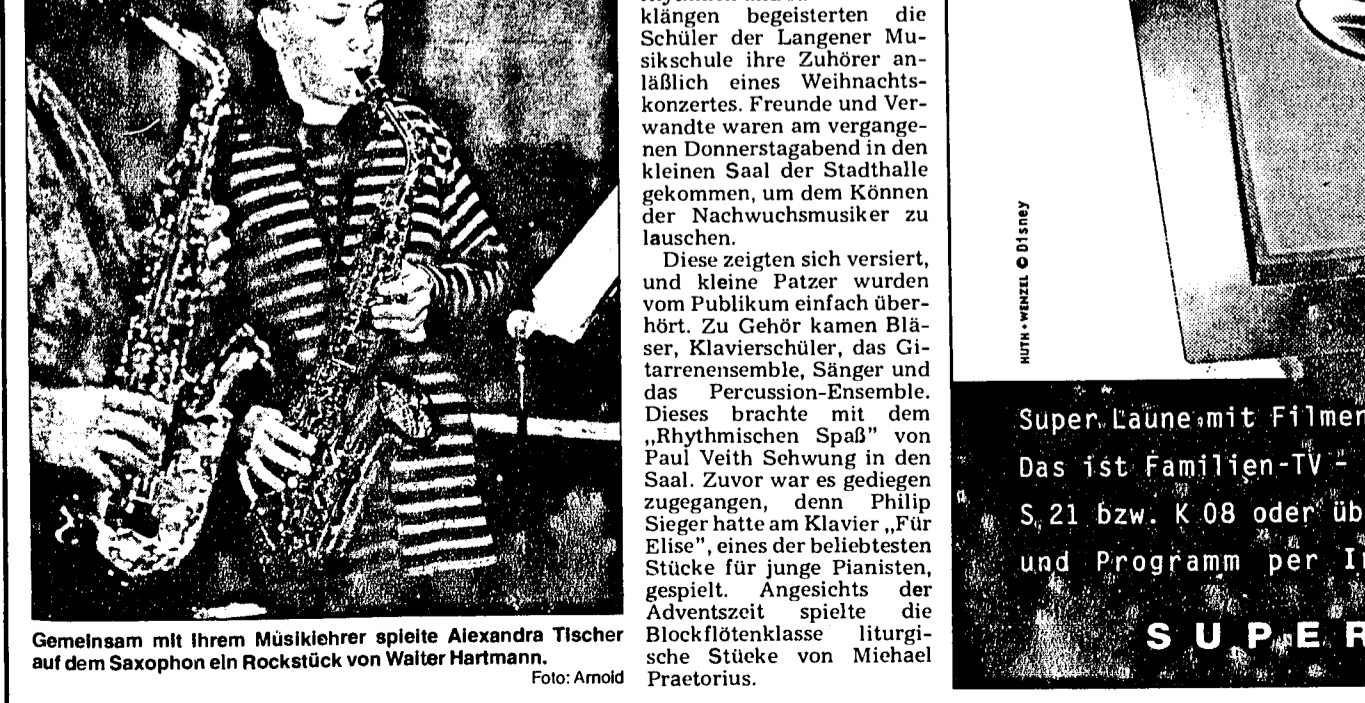 Gemeinsam mit ihrem Musiklehrer spielte Alexandra Tischer
auf dem Saxophon ein Rockstück von Walter Hartmann.
Foto: Arnold
klängen begeisterten die
Schüler der Langener Mu-
sikschule ihre Zuhörer an-
läßlich eines Weihnachts-
konzertes. Freunde und Ver-
wandte waren am vergange-
nen Donnerstagabend in den
kleinen Saal der Stadthalle
gekommen, um dem Können
der Nachwuchsmusiker zu
lauschen.
Diese zeigten sich versiert,
und kleine Patzer wurden
vom Publikum einfach über-
hört. Zu Gehör kamen Blä-
ser, Klavierschüler, das Gi-
tarrenensemble, Sänger und
das Percussion-Ensemble.
Dieses brachte mit dem
„Rhythmischen Spaß” von
Paul Veith Schwung in den
Saal. Zuvor war es gediegen
zugegangen, denn Philip
Sieger hatte am Klavier „Für
Elise”, eines der beliebtesten
Stücke für junge Pianisten,
gespielt. Angesichts der
Adventszeit spielte die
Blockflötenklasse liturgi-
sche Stücke von Michael
Praetorius.
HUTH + WENZEL © Disney
Super Laune mit Filmen
Das ist Familien-TV -
S 21 bzw. K 08 oder üb
und Programm per I
SUPER